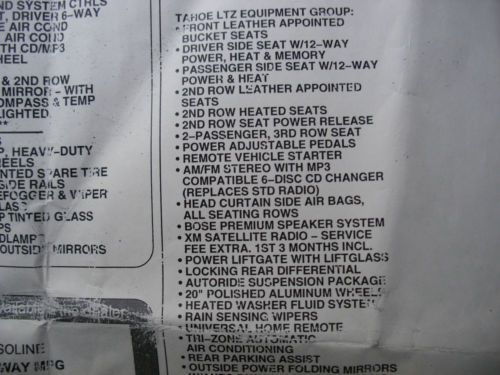 ND SYSTEM CTRLS
T, DRIVER 6-WAY
E AIR COND
AIR COND
TH CD/MP3
HEEL
& 2ND ROW
MIRROR - WITH
OMPASS & TEMP
LIGHTED
**
S
P, HEAVY-DUTY
HEELS
NTED SPARE TIRE
SIDE RAILS
EFOGGER & WIPER
GLASS
P TINTED GLASS
PS
DLAMP
OUTSIDE MIRRORS
SOLINE
WAY MPG
TAHOE LTZ EQUIPMENT GROUP:
• FRONT LEATHER APPOINTED
BUCKET SEATS
• DRIVER SIDE SEAT W/12-WAY
POWER, HEAT & MEMORY
• PASSENGER SIDE SEAT W/12-WAY
POWER & HEAT
• 2ND ROW LEATHER APPOINTED
SEATS
• 2ND ROW HEATED SEATS
• 2ND ROW SEAT POWER RELEASE
• 2-PASSENGER, 3RD ROW SEAT
• POWER ADJUSTABLE PEDALS
• REMOTE VEHICLE STARTER
• AM/FM STEREO WITH MP3
COMPATIBLE 6-DISC CD CHANGER
(REPLACES STD RADIO)
• HEAD CURTAIN SIDE AIR BAGS,
ALL SEATING ROWS
• BOSE PREMIUM SPEAKER SYSTEM
• XM SATELLITE RADIO - SERVICE
FEE EXTRA. 1ST 3 MONTHS INCL.
• POWER LIFTGATE WITH LIFTGLASS
• LOCKING REAR DIFFERENTIAL
• AUTORIDE SUSPENSION PACKAGE
• 20" POLISHED ALUMINUM WHEELS
• HEATED WASHER FLUID SYSTEM
• RAIN SENSING WIPERS
• UNIVERSAL HOME REMOTE
• TRI-ZONE AUTOMATIC
AIR CONDITIONING
• REAR PARKING ASSIST
• OUTSIDE POWER FOLDING MIRRORS